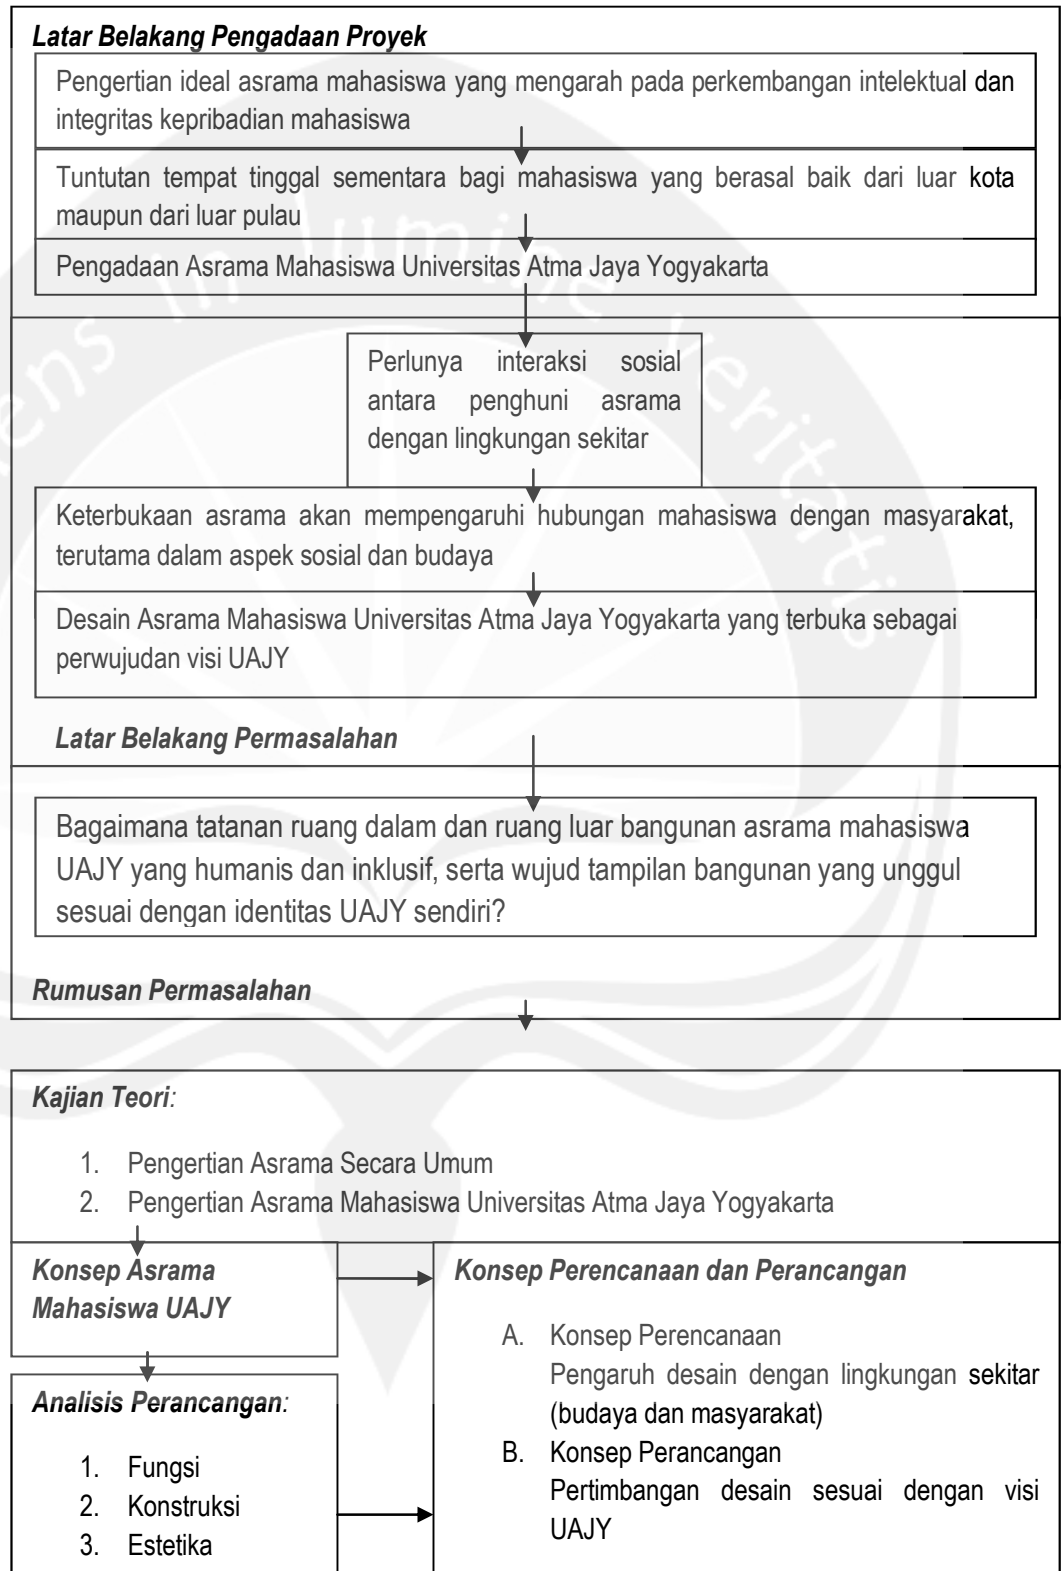 Latar Belakang Pengadaan Proyek
Pengertian ideal asrama mahasiswa yang mengarah pada perkembangan intelektual dan
integritas kepribadian mahasiswa
Tuntutan tempat tinggal sementara bagi mahasiswa yang berasal baik dari luar kota
maupun dari luar pulau
Pengadaan Asrama Mahasiswa Universitas Atma Jaya Yogyakarta
Perlunya interaksi sosial
antara penghuni asrama
dengan lingkungan sekitar
Keterbukaan asrama akan mempengaruhi hubungan mahasiswa dengan masyarakat,
terutama dalam aspek sosial dan budaya
Desain Asrama Mahasiswa Universitas Atma Jaya Yogyakarta yang terbuka sebagai
perwujudan visi UAJY
Latar Belakang Permasalahan
Bagaimana tatanan ruang dalam dan ruang luar bangunan asrama mahasiswa
UAJY yang humanis dan inklusif, serta wujud tampilan bangunan yang unggul
sesuai dengan identitas UAJY sendiri?
Rumusan Permasalahan
Kajian Teori:
1. Pengertian Asrama Secara Umum
2. Pengertian Asrama Mahasiswa Universitas Atma Jaya Yogyakarta
Konsep Asrama
Mahasiswa UAJY
Analisis Perancangan:
1. Fungsi
2. Konstruksi
3. Estetika
Konsep Perencanaan dan Perancangan
A. Konsep Perencanaan
Pengaruh desain dengan lingkungan sekitar
(budaya dan masyarakat)
B. Konsep Perancangan
Pertimbangan desain sesuai dengan visi
UAJY
ens in lumine veritatis